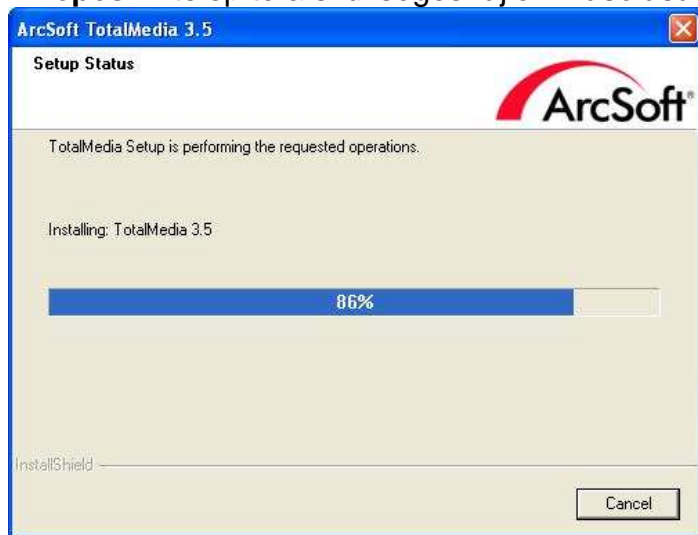 ArcSoft TotalMedia 3.5
Setup Status
ArcSoft®
TotalMedia Setup is performing the requested operations.
Installing: TotalMedia 3.5
86%
InstallShield
Cancel